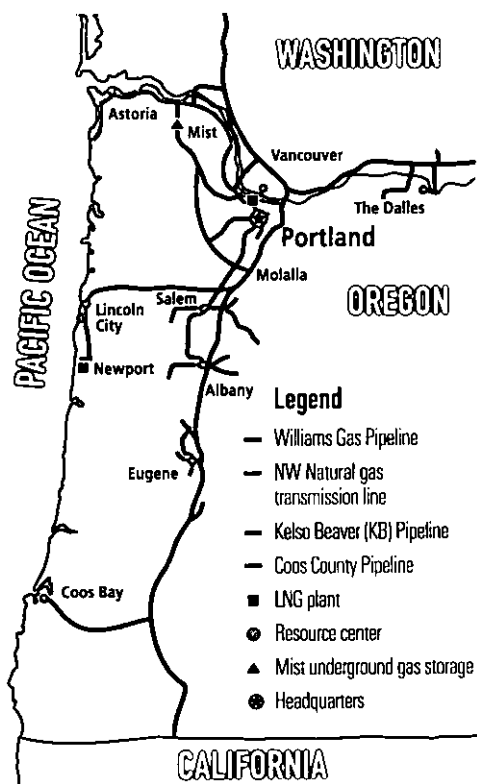 WASHINGTON
Astoria
Mist
Vancouver
The Dalles
Portland
PACIFIC OCEAN
Molalla
OREGON
Salem
Lincoln
City
Newport
Albany
Legend
Williams Gas Pipeline
NW Natural gas
transmission line
Eugene
Kelso Beaver (KB) Pipeline
Coos County Pipeline
Coos Bay
LNG plant
Resource center
Mist underground gas storage
Headquarters
CALIFORNIA